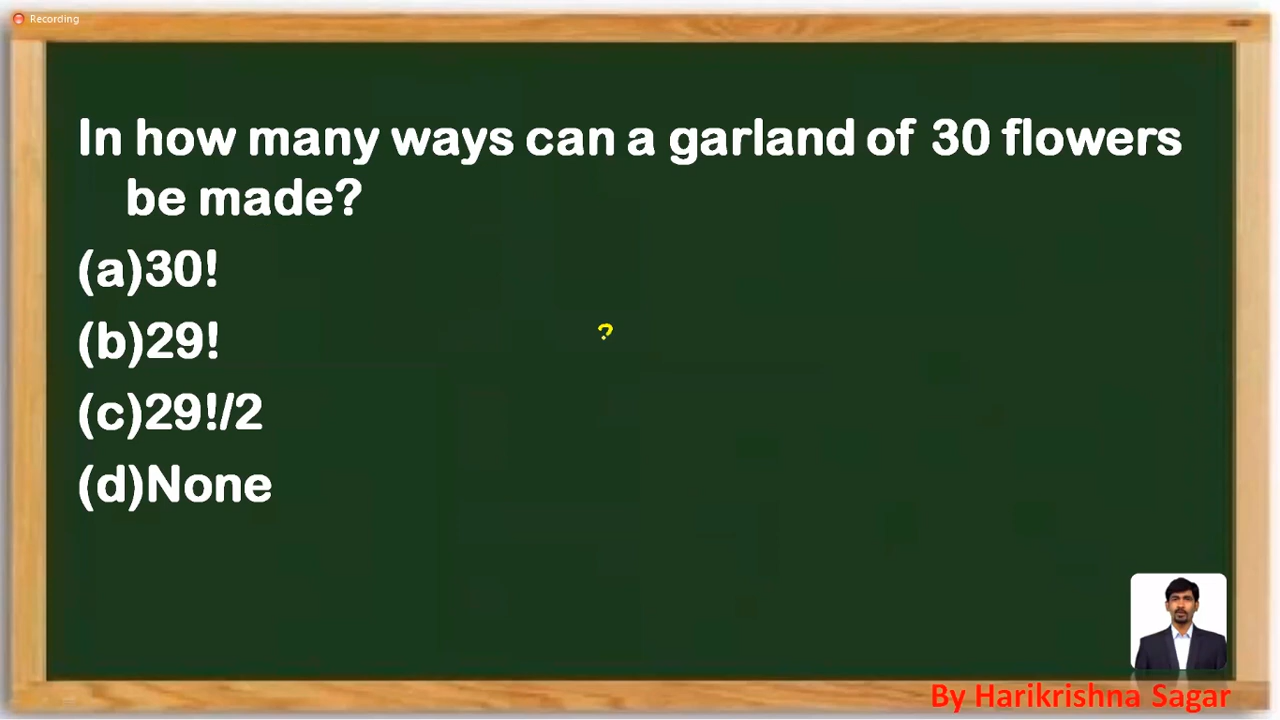 Recording
In how many ways can a garland of 30 flowers
be made?
(a)30!
(b)29!
?
(c)29!/2
(d)None
By Harikrishna Sagar